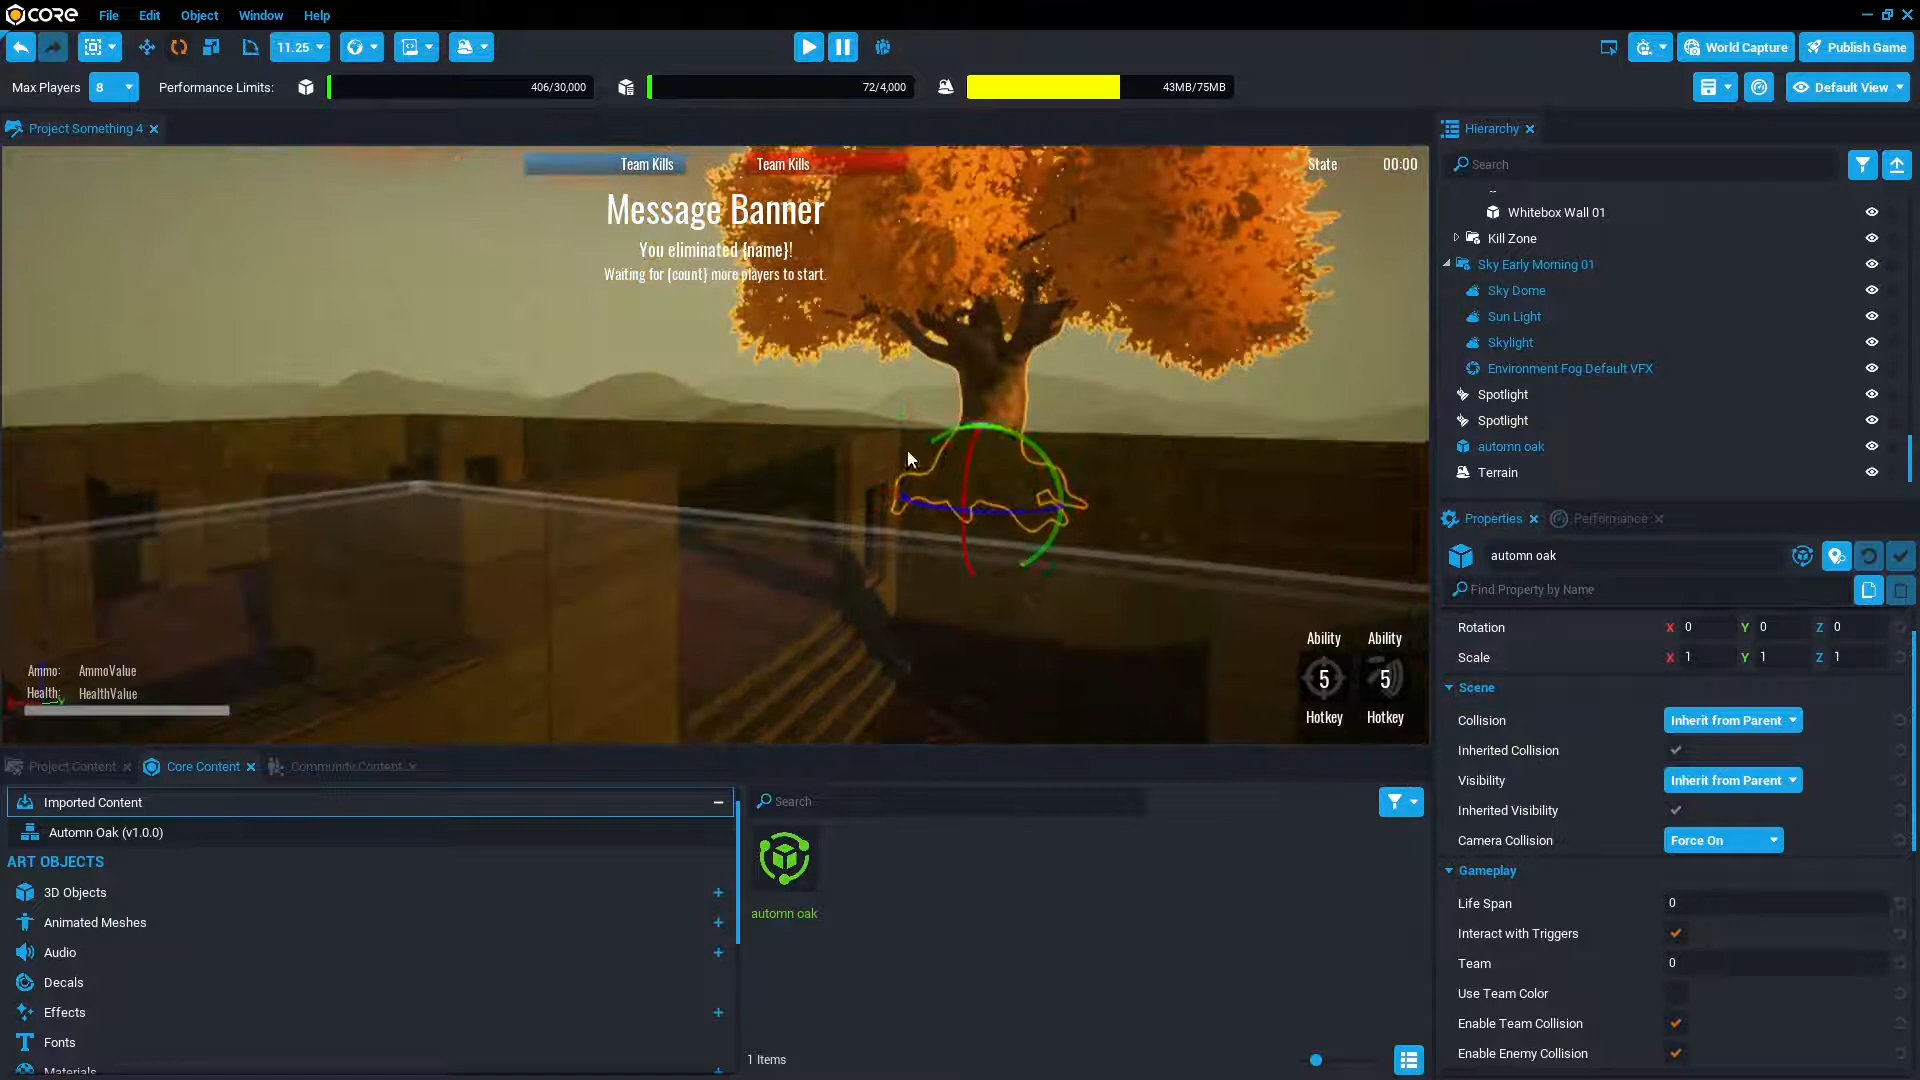 CORE
File Edit Object Window Help
11.25
World Capture
Publish Game
Max Players 8
Performance Limits:
406/30,000
72/4,000
43MB/75MB
Default View
Project Something 4
Team Kills
Team Kills
State 00:00
Message Banner
You eliminated {name}!
Waiting for {count} more players to start.
Ammo: AmmoValue
Health: HealthValue
Ability Ability
5 5
Hotkey Hotkey
Hierarchy
Search
Whitebox Wall 01
Kill Zone
Sky Early Morning 01
Sky Dome
Sun Light
Skylight
Environment Fog Default VFX
Spotlight
Spotlight
automn oak
Terrain
Properties
Performance
automn oak
Find Property by Name
Rotation X 0 Y 0 Z 0
Scale X 1 Y 1 Z 1
Scene
Collision Inherit from Parent
Inherited Collision
Visibility Inherit from Parent
Inherited Visibility
Camera Collision Force On
Gameplay
Life Span 0
Interact with Triggers
Team 0
Use Team Color
Enable Team Collision
Enable Enemy Collision
Project Content
Core Content
Community Content
Imported Content
Automn Oak (v1.0.0)
ART OBJECTS
3D Objects
Animated Meshes
Audio
Decals
Effects
Fonts
Materials
Search
automn oak
1 Items